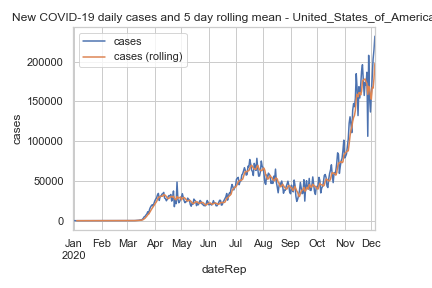 New COVID-19 daily cases and 5 day rolling mean - United_States_of_America
cases
cases (rolling)
200000
150000
100000
50000
0
cases
Jan Feb Mar Apr May Jun Jul Aug Sep Oct Nov Dec
2020
dateRep